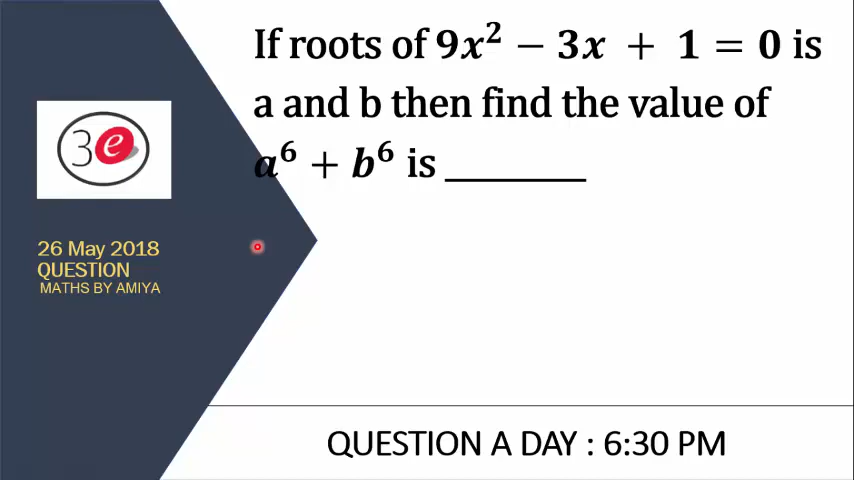 If roots of 9x² − 3x + 1 = 0 is
a and b then find the value of
a⁶ + b⁶ is ________
3e
26 May 2018
QUESTION
MATHS BY AMIYA
QUESTION A DAY : 6:30 PM